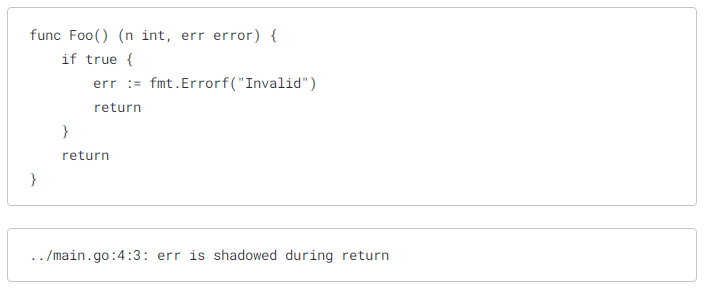 func Foo() (n int, err error) {
    if true {
        err := fmt.Errorf("Invalid")
        return
    }
    return
}
../main.go:4:3: err is shadowed during return